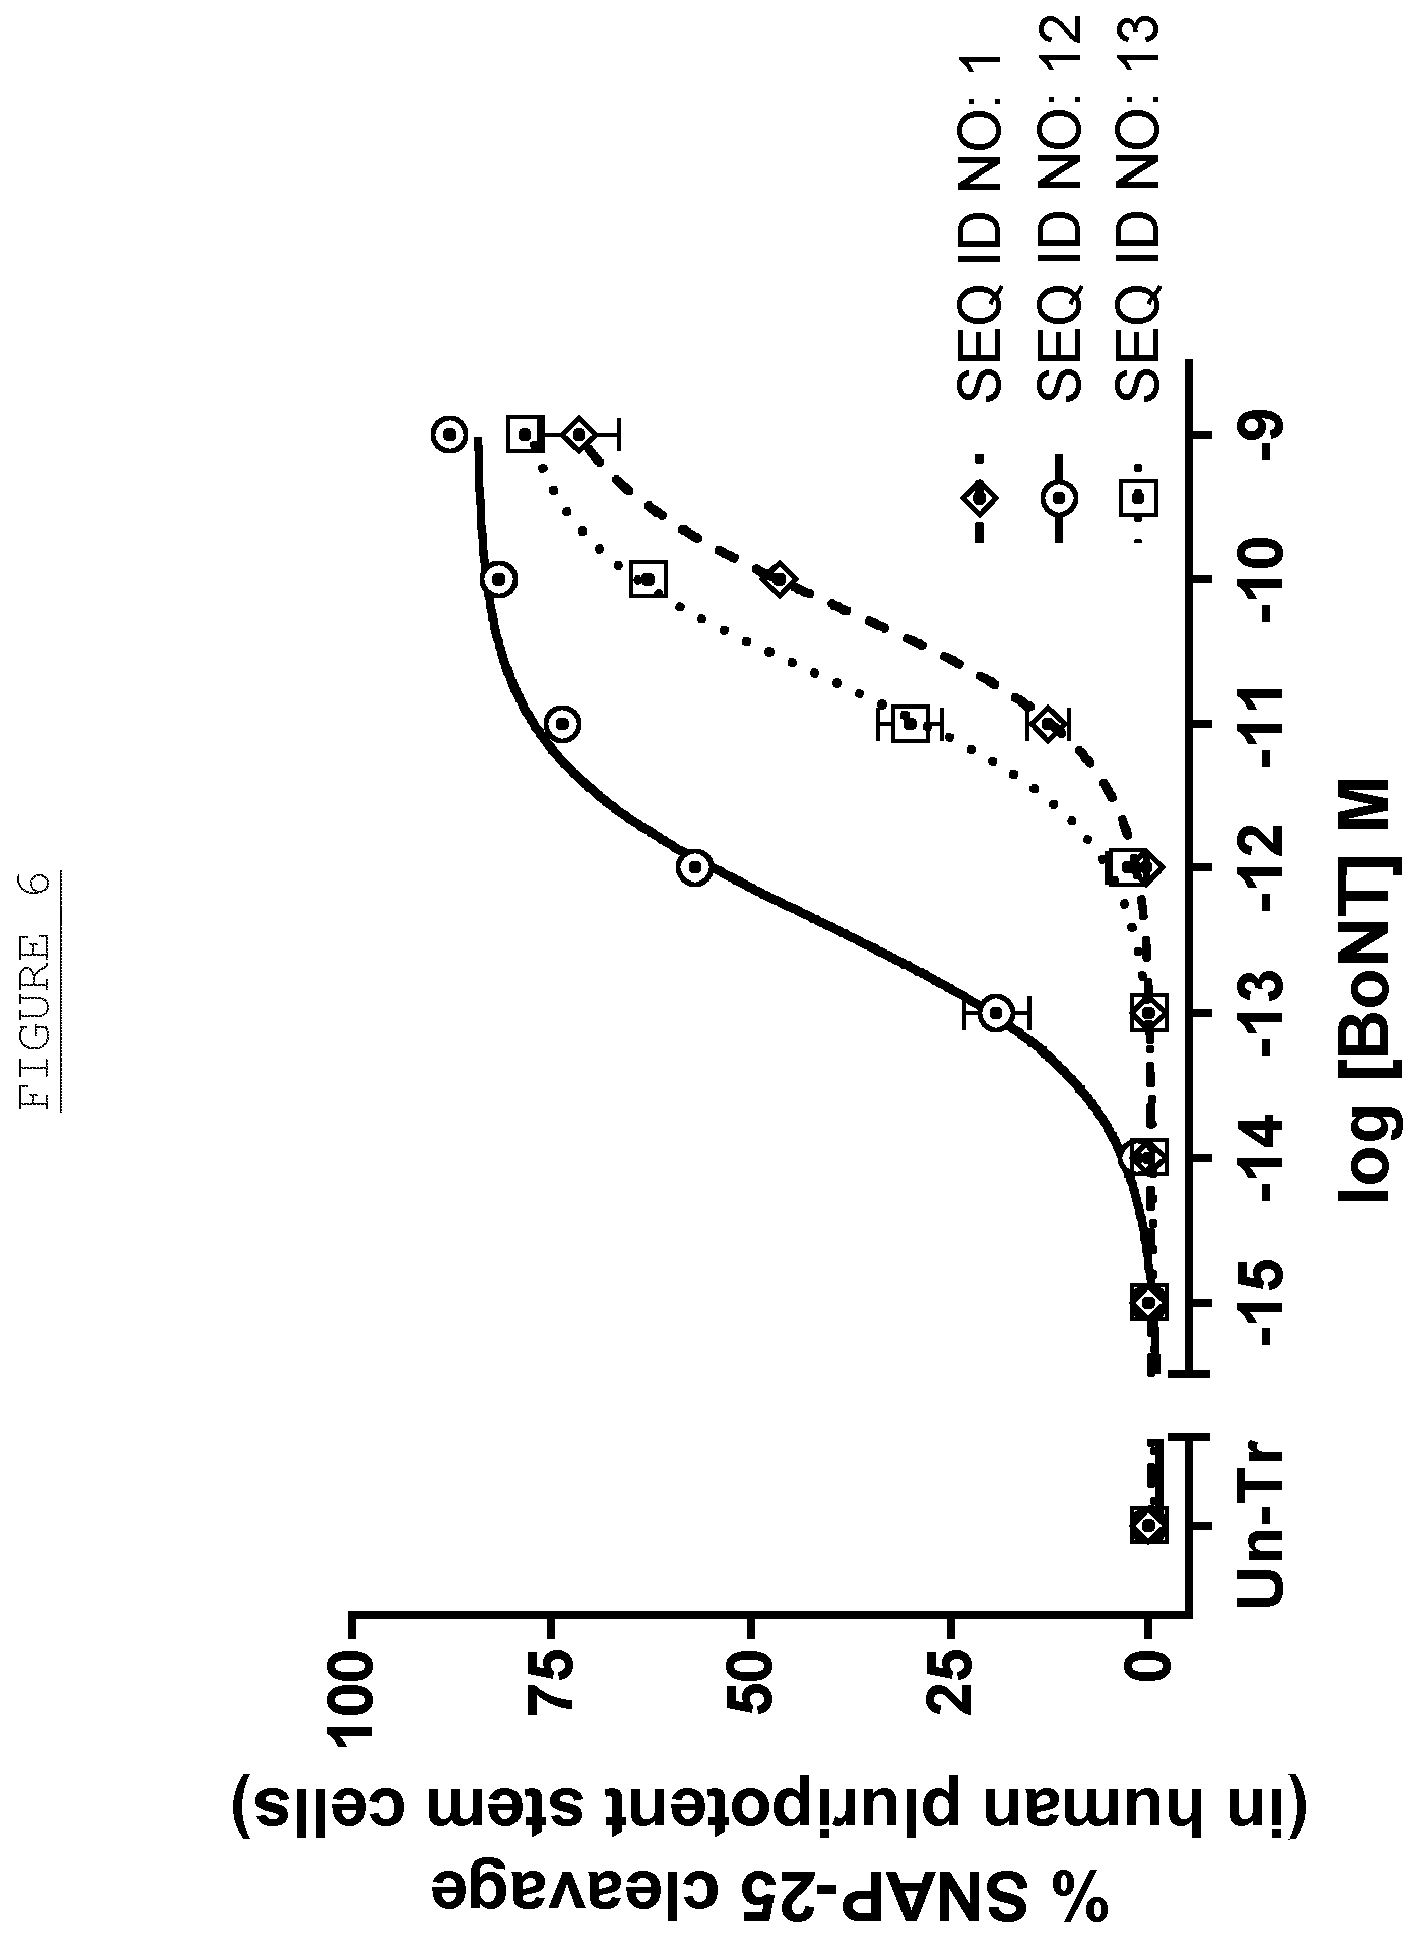 FIGURE 6
% SNAP-25 cleavage
(in human pluripotent stem cells)
100
75
50
25
0
Un-Tr
-15
-14
-13
-12
-11
-10
-9
log [BoNT] M
SEQ ID NO: 1
SEQ ID NO: 12
SEQ ID NO: 13